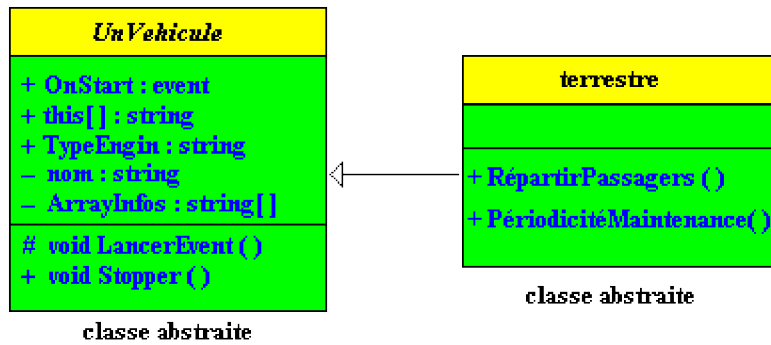 UnVehicule
+ OnStart : event
+ this[] : string
+ TypeEngin : string
– nom : string
– ArrayInfos : string[]
# void LancerEvent ()
+ void Stopper ()
classe abstraite
terrestre
+ RépartirPassagers ()
+ PériodicitéMaintenance()
classe abstraite